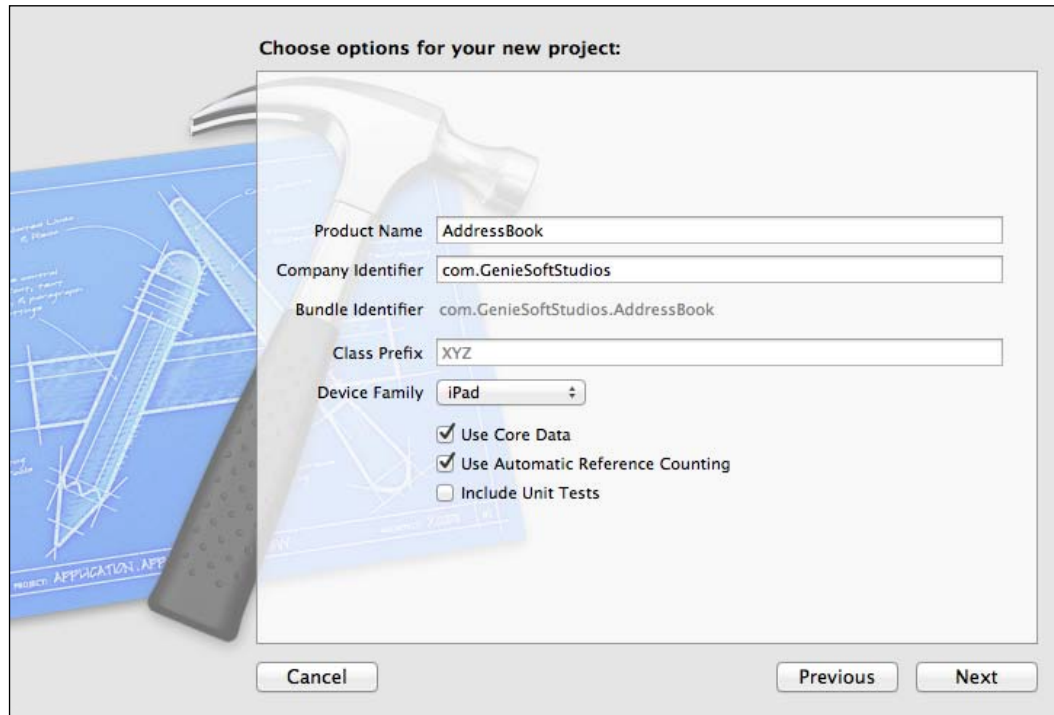 Choose options for your new project:
Product Name AddressBook
Company Identifier com.GenieSoftStudios
Bundle Identifier com.GenieSoftStudios.AddressBook
Class Prefix XYZ
Device Family iPad
Use Core Data
Use Automatic Reference Counting
Include Unit Tests
PROJECT: APPLICATION.APP
Cancel
Previous
Next